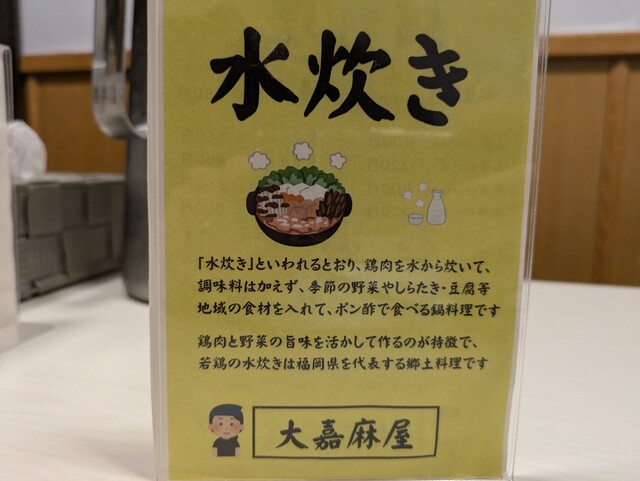 水炊き
「水炊き」といわれるとおり、鶏肉を水から炊いて、
調味料は加えず、季節の野菜やしらたき・豆腐等
地域の食材を入れて、ポン酢で食べる鍋料理です
鶏肉と野菜の旨味を活かして作るのが特徴で、
若鶏の水炊きは福岡県を代表する郷土料理です
大嘉麻屋